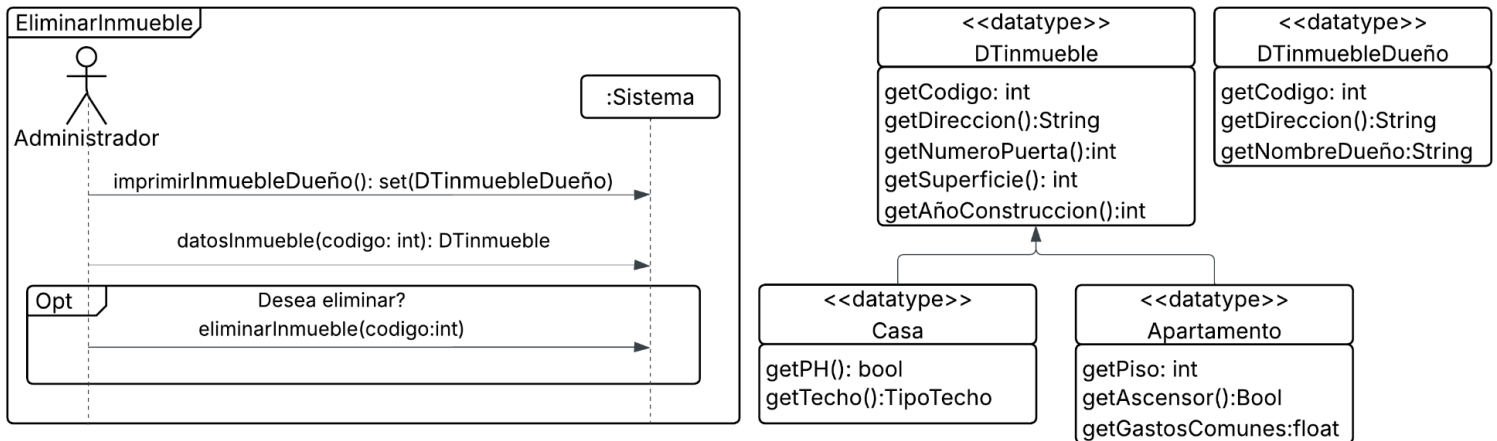 EliminarInmueble
Administrador
:Sistema
imprimirInmuebleDueño(): set(DTinmuebleDueño)
datosInmueble(codigo: int): DTinmueble
Opt
Desea eliminar?
eliminarInmueble(codigo:int)
<<datatype>>
DTinmueble
getCodigo: int
getDireccion():String
getNumeroPuerta():int
getSuperficie(): int
getAñoConstruccion():int
<<datatype>>
DTinmuebleDueño
getCodigo: int
getDireccion():String
getNombreDueño:String
<<datatype>>
Casa
getPH(): bool
getTecho():TipoTecho
<<datatype>>
Apartamento
getPiso: int
getAscensor():Bool
getGastosComunes:float